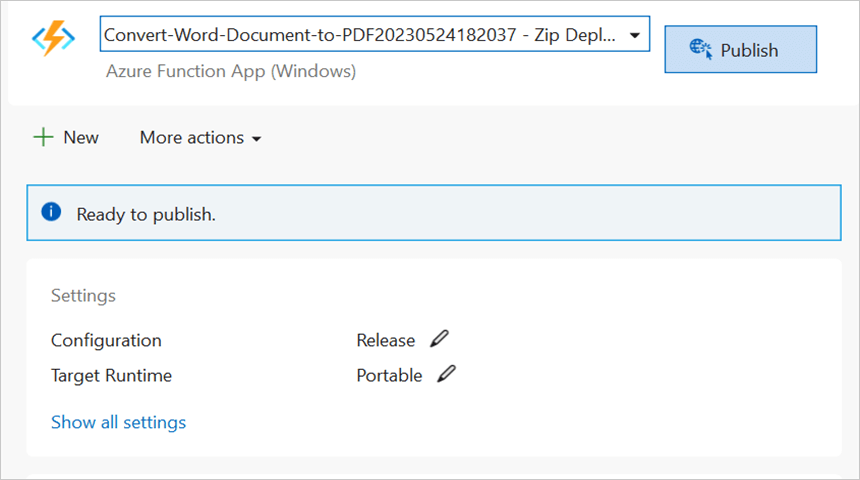 Convert-Word-Document-to-PDF20230524182037 - Zip Depl...
Publish
Azure Function App (Windows)
New
More actions
Ready to publish.
Settings
Configuration Release
Target Runtime Portable
Show all settings